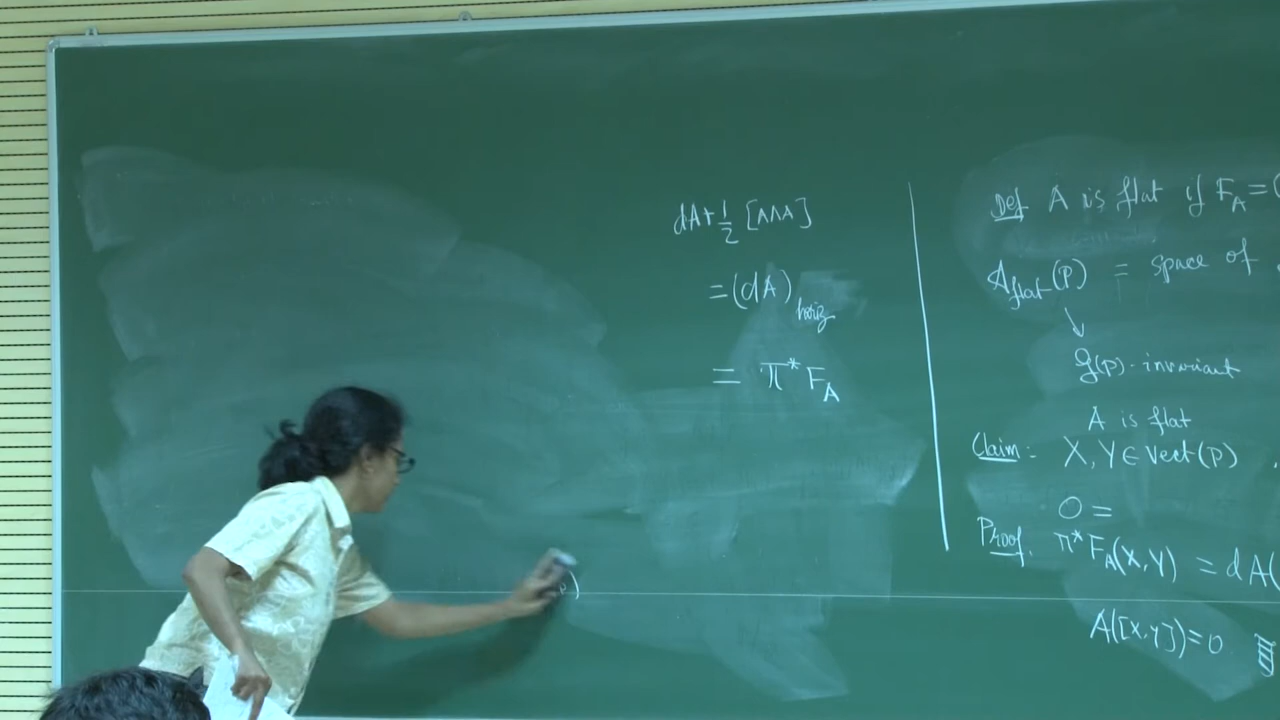 dA+½ [A∧A]
=(dA)horiz
= π*F_A
Def A is flat if F_A =
A_flat(P) = space of
↓
g(P)-invariant
A is flat
Claim: X, Y ∈ Vect(P)
0 =
Proof. π*F_A(X,Y) = dA(
A([X,Y])=0